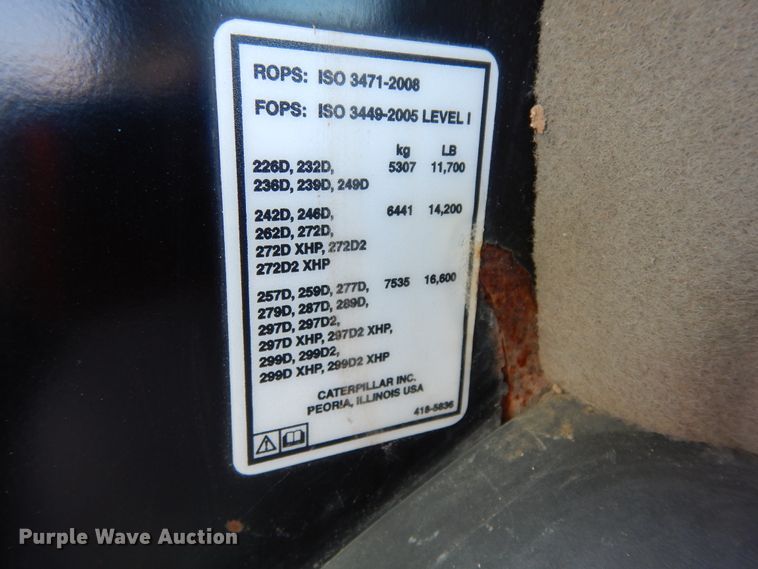 ROPS: ISO 3471-2008
FOPS: ISO 3449-2005 LEVEL I
kg LB
226D, 232D, 5307 11,700
236D, 239D, 249D
242D, 246D, 6441 14,200
262D, 272D,
272D XHP, 272D2
272D2 XHP
257D, 259D, 277D, 7535 16,600
279D, 287D, 289D,
297D, 297D2,
297D XHP, 297D2 XHP,
299D, 299D2,
299D XHP, 299D2 XHP
CATERPILLAR INC.
PEORIA, ILLINOIS USA
418-5836
Purple Wave Auction